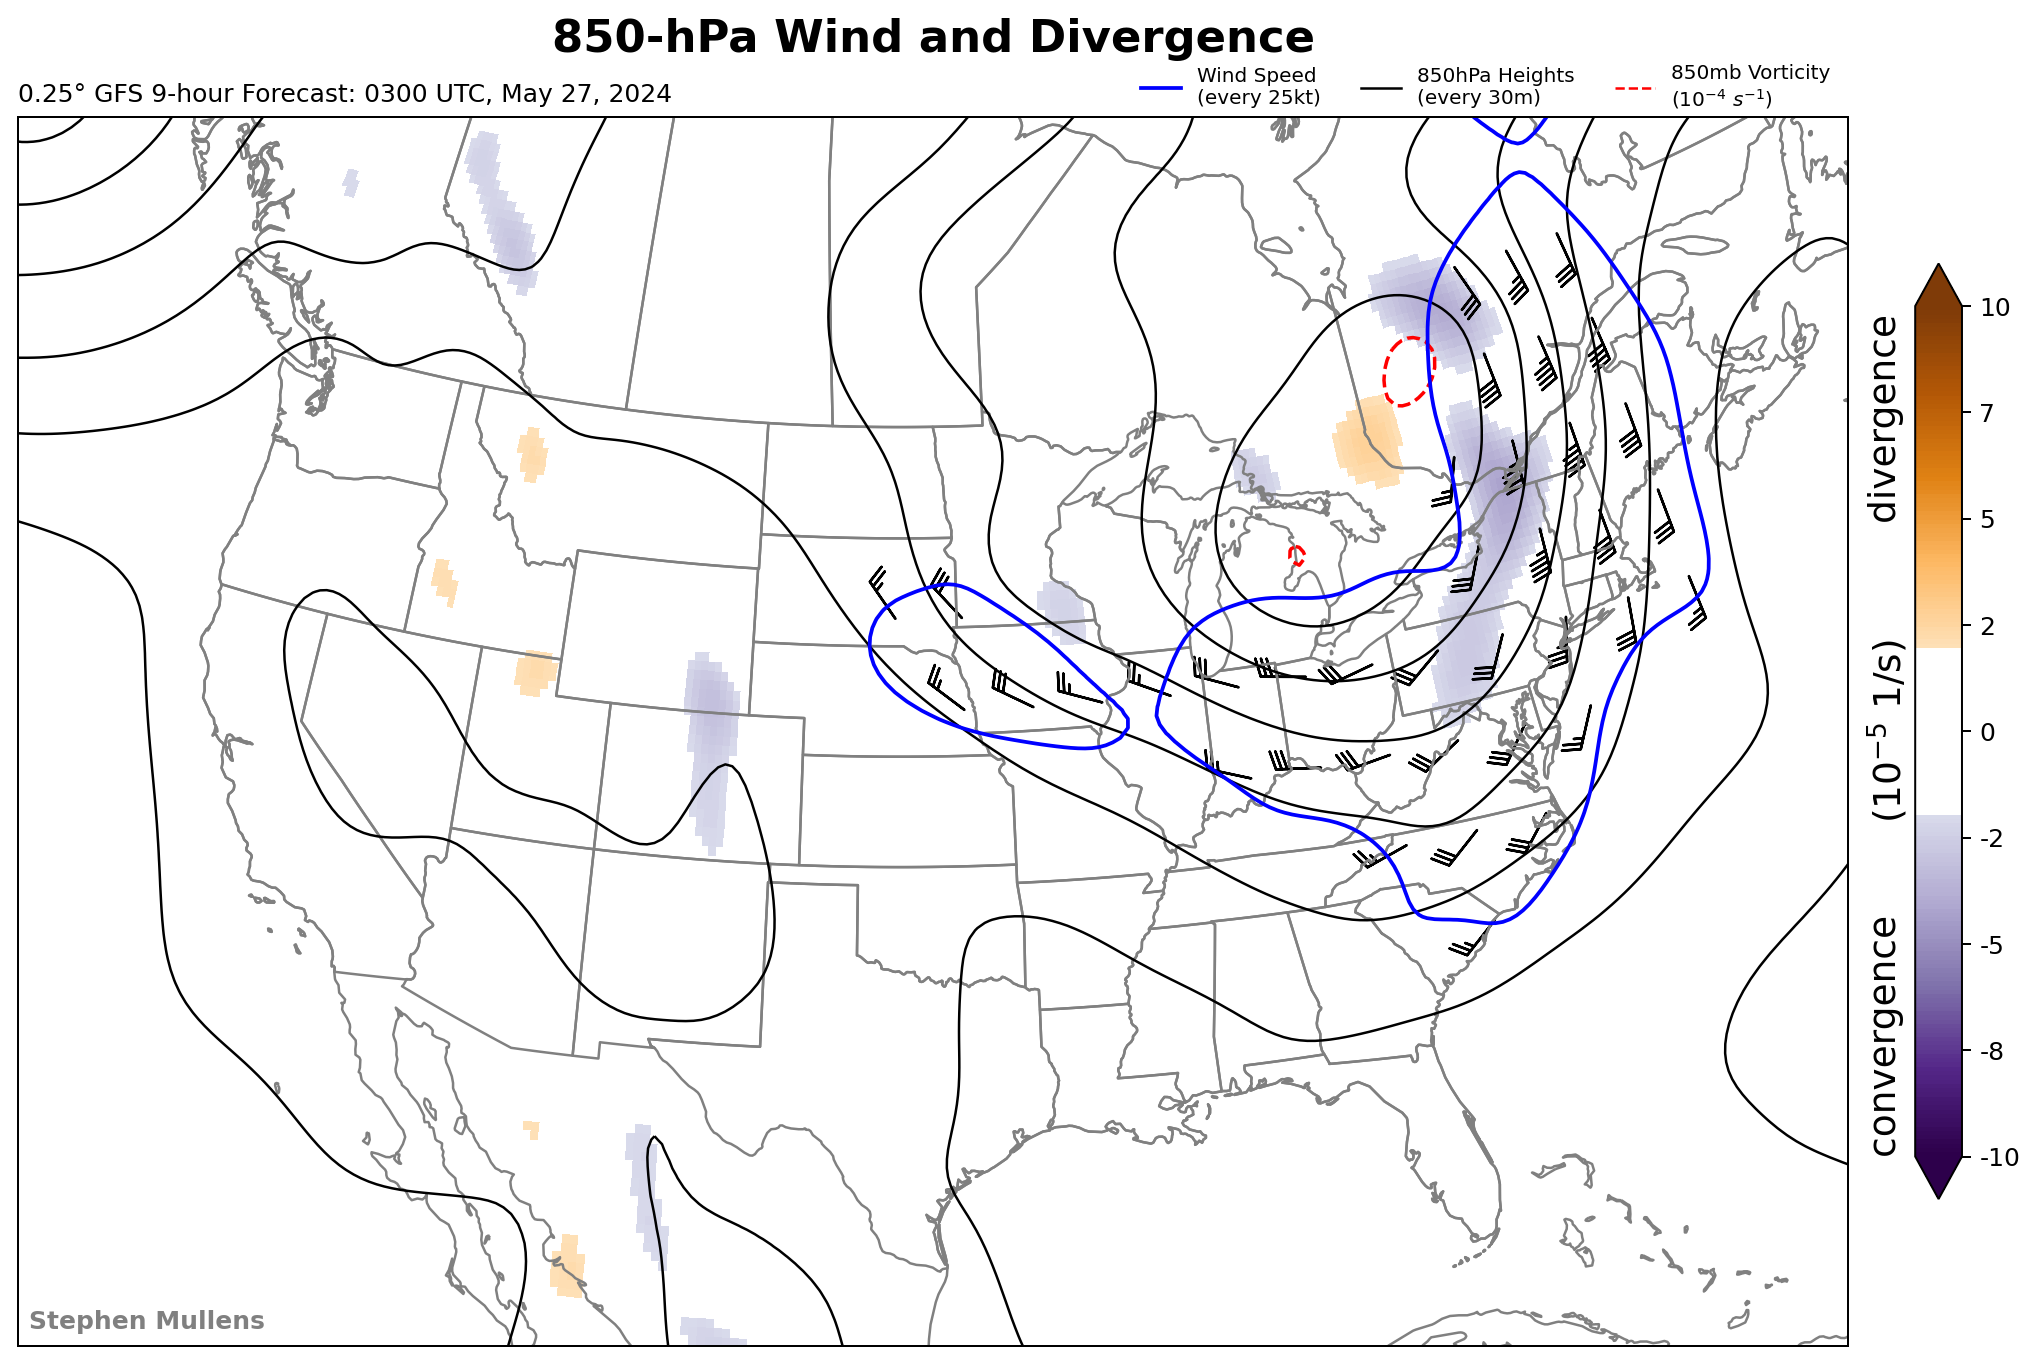 850-hPa Wind and Divergence
0.25° GFS 9-hour Forecast: 0300 UTC, May 27, 2024
Wind Speed
(every 25kt)
850hPa Heights
(every 30m)
850mb Vorticity
(10⁻⁴ s⁻¹)
10
7
5
2
0
-2
-5
-8
-10
convergence (10⁻⁵ 1/s) divergence
Stephen Mullens